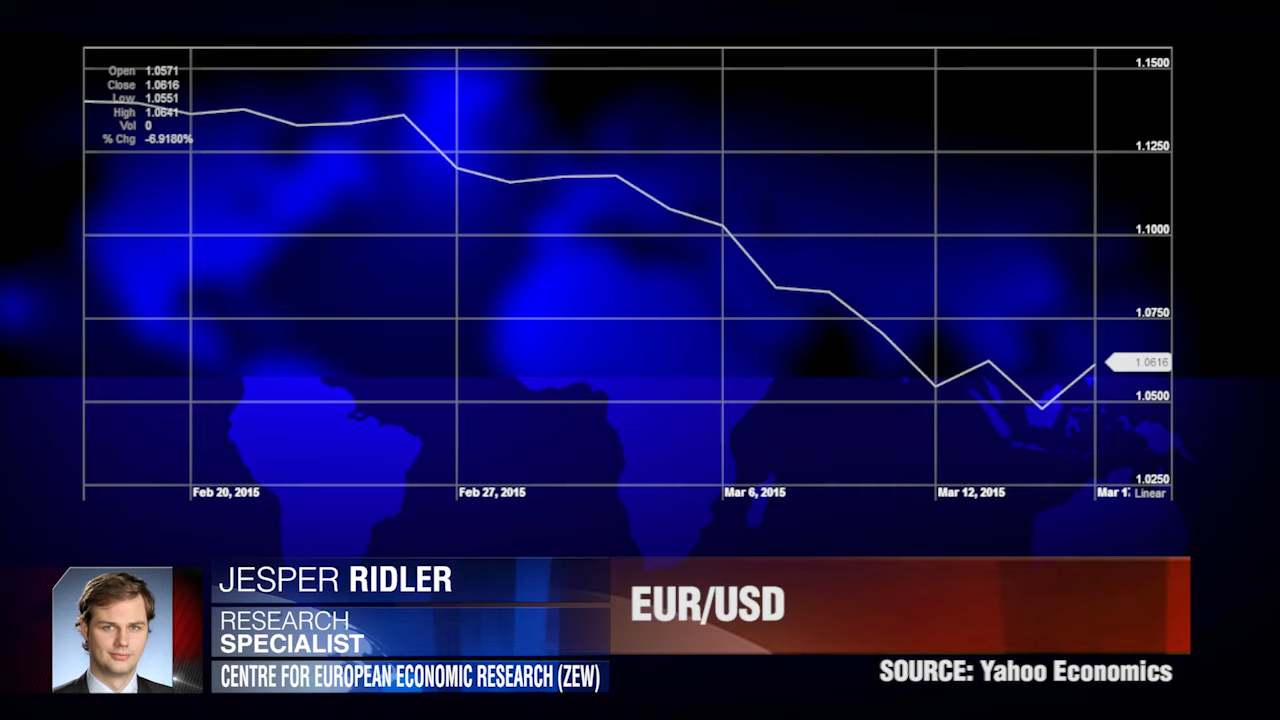 Open 1.0571
Close 1.0616
Low 1.0551
High 1.0641
Vol 0
% Chg -6.9180%
1.1500
1.1250
1.1000
1.0750
1.0616
1.0500
1.0250
Feb 20, 2015
Feb 27, 2015
Mar 6, 2015
Mar 12, 2015
Mar 1
Linear
JESPER RIDLER
RESEARCH
SPECIALIST
CENTRE FOR EUROPEAN ECONOMIC RESEARCH (ZEW)
EUR/USD
SOURCE: Yahoo Economics